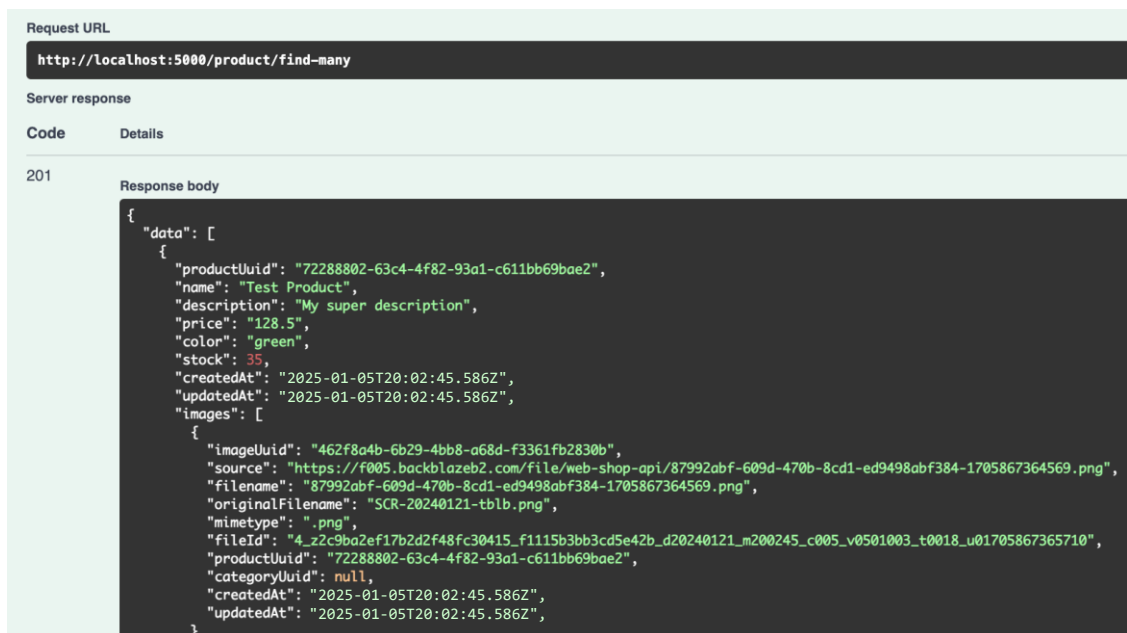 Request URL
http://localhost:5000/product/find-many
Server response
Code Details
201
Response body
{
"data": [
{
"productUuid": "72288802-63c4-4f82-93a1-c611bb69bae2",
"name": "Test Product",
"description": "My super description",
"price": "128.5",
"color": "green",
"stock": 35,
"createdAt": "2025-01-05T20:02:45.586Z",
"updatedAt": "2025-01-05T20:02:45.586Z",
"images": [
{
"imageUuid": "462f8a4b-6b29-4bb8-a68d-f3361fb2830b",
"source": "https://f005.backblazeb2.com/file/web-shop-api/87992abf-609d-470b-8cd1-ed9498abf384-1705867364569.png",
"filename": "87992abf-609d-470b-8cd1-ed9498abf384-1705867364569.png",
"originalFilename": "SCR-20240121-tblb.png",
"mimetype": ".png",
"fileId": "4_z2c9ba2ef17b2d2f48fc30415_f1115b3bb3cd5e42b_d20240121_m200245_c005_v0501003_t0018_u01705867365710",
"productUuid": "72288802-63c4-4f82-93a1-c611bb69bae2",
"categoryUuid": null,
"createdAt": "2025-01-05T20:02:45.586Z",
"updatedAt": "2025-01-05T20:02:45.586Z",
}